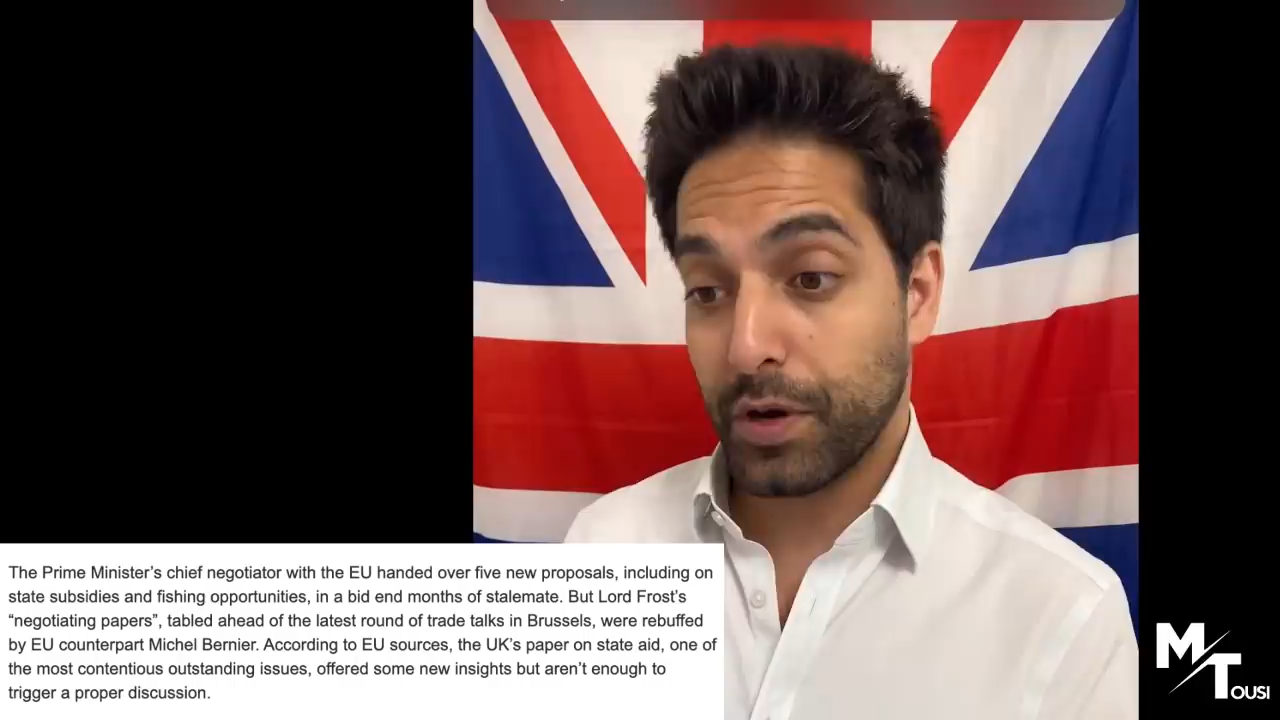 The Prime Minister's chief negotiator with the EU handed over five new proposals, including on
state subsidies and fishing opportunities, in a bid end months of stalemate. But Lord Frost's
“negotiating papers”, tabled ahead of the latest round of trade talks in Brussels, were rebuffed
by EU counterpart Michel Bernier. According to EU sources, the UK's paper on state aid, one of
the most contentious outstanding issues, offered some new insights but aren't enough to
trigger a proper discussion.
M
TOUSI